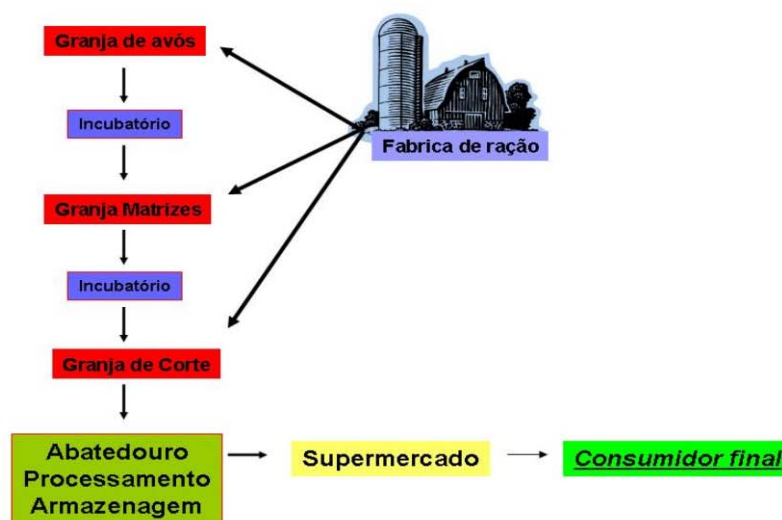 Granja de avós
Incubatório
Fabrica de ração
Granja Matrizes
Incubatório
Granja de Corte
Abatedouro
Processamento
Armazenagem
Supermercado
Consumidor final